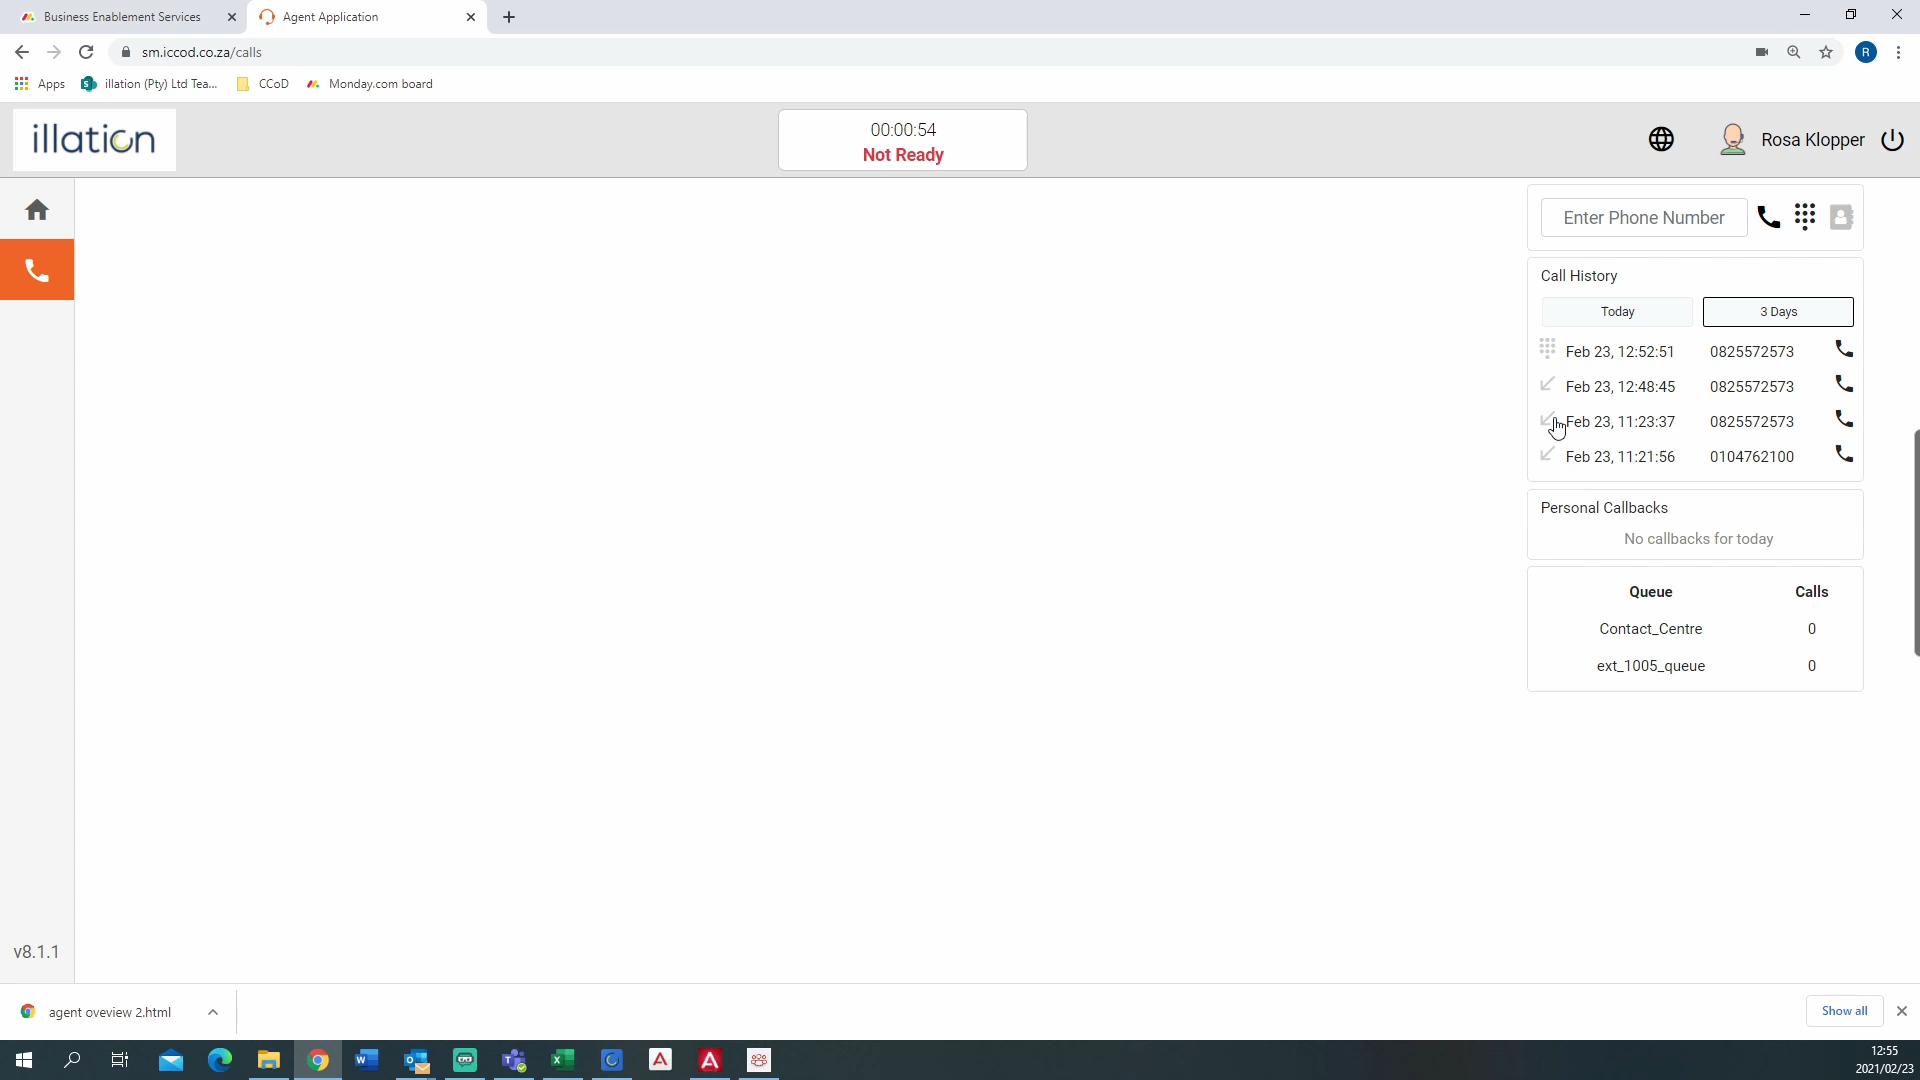 Business Enablement Services
Agent Application
sm.iccod.co.za/calls
R
Apps
illation (Pty) Ltd Tea...
CCoD
Monday.com board
illation
00:00:54
Not Ready
Rosa Klopper
Enter Phone Number
Call History
Today
3 Days
Feb 23, 12:52:51 0825572573
Feb 23, 12:48:45 0825572573
Feb 23, 11:23:37 0825572573
Feb 23, 11:21:56 0104762100
Personal Callbacks
No callbacks for today
Queue Calls
Contact_Centre 0
ext_1005_queue 0
v8.1.1
agent oveview 2.html
Show all
12:55
2021/02/23